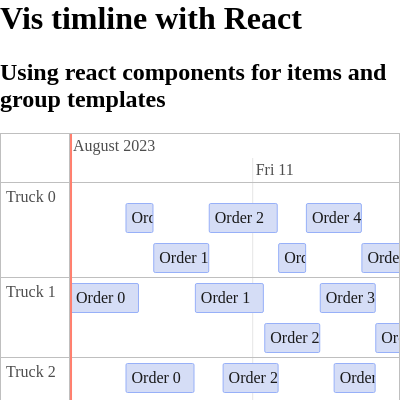 Vis timline with React
Using react components for items and
group templates
August 2023
Fri 11
Truck 0
Ord
Order 2
Order 4
Order 1
Ord
Orde
Truck 1
Order 0
Order 1
Order 3
Order 2
Or
Truck 2
Order 0
Order 2
Order